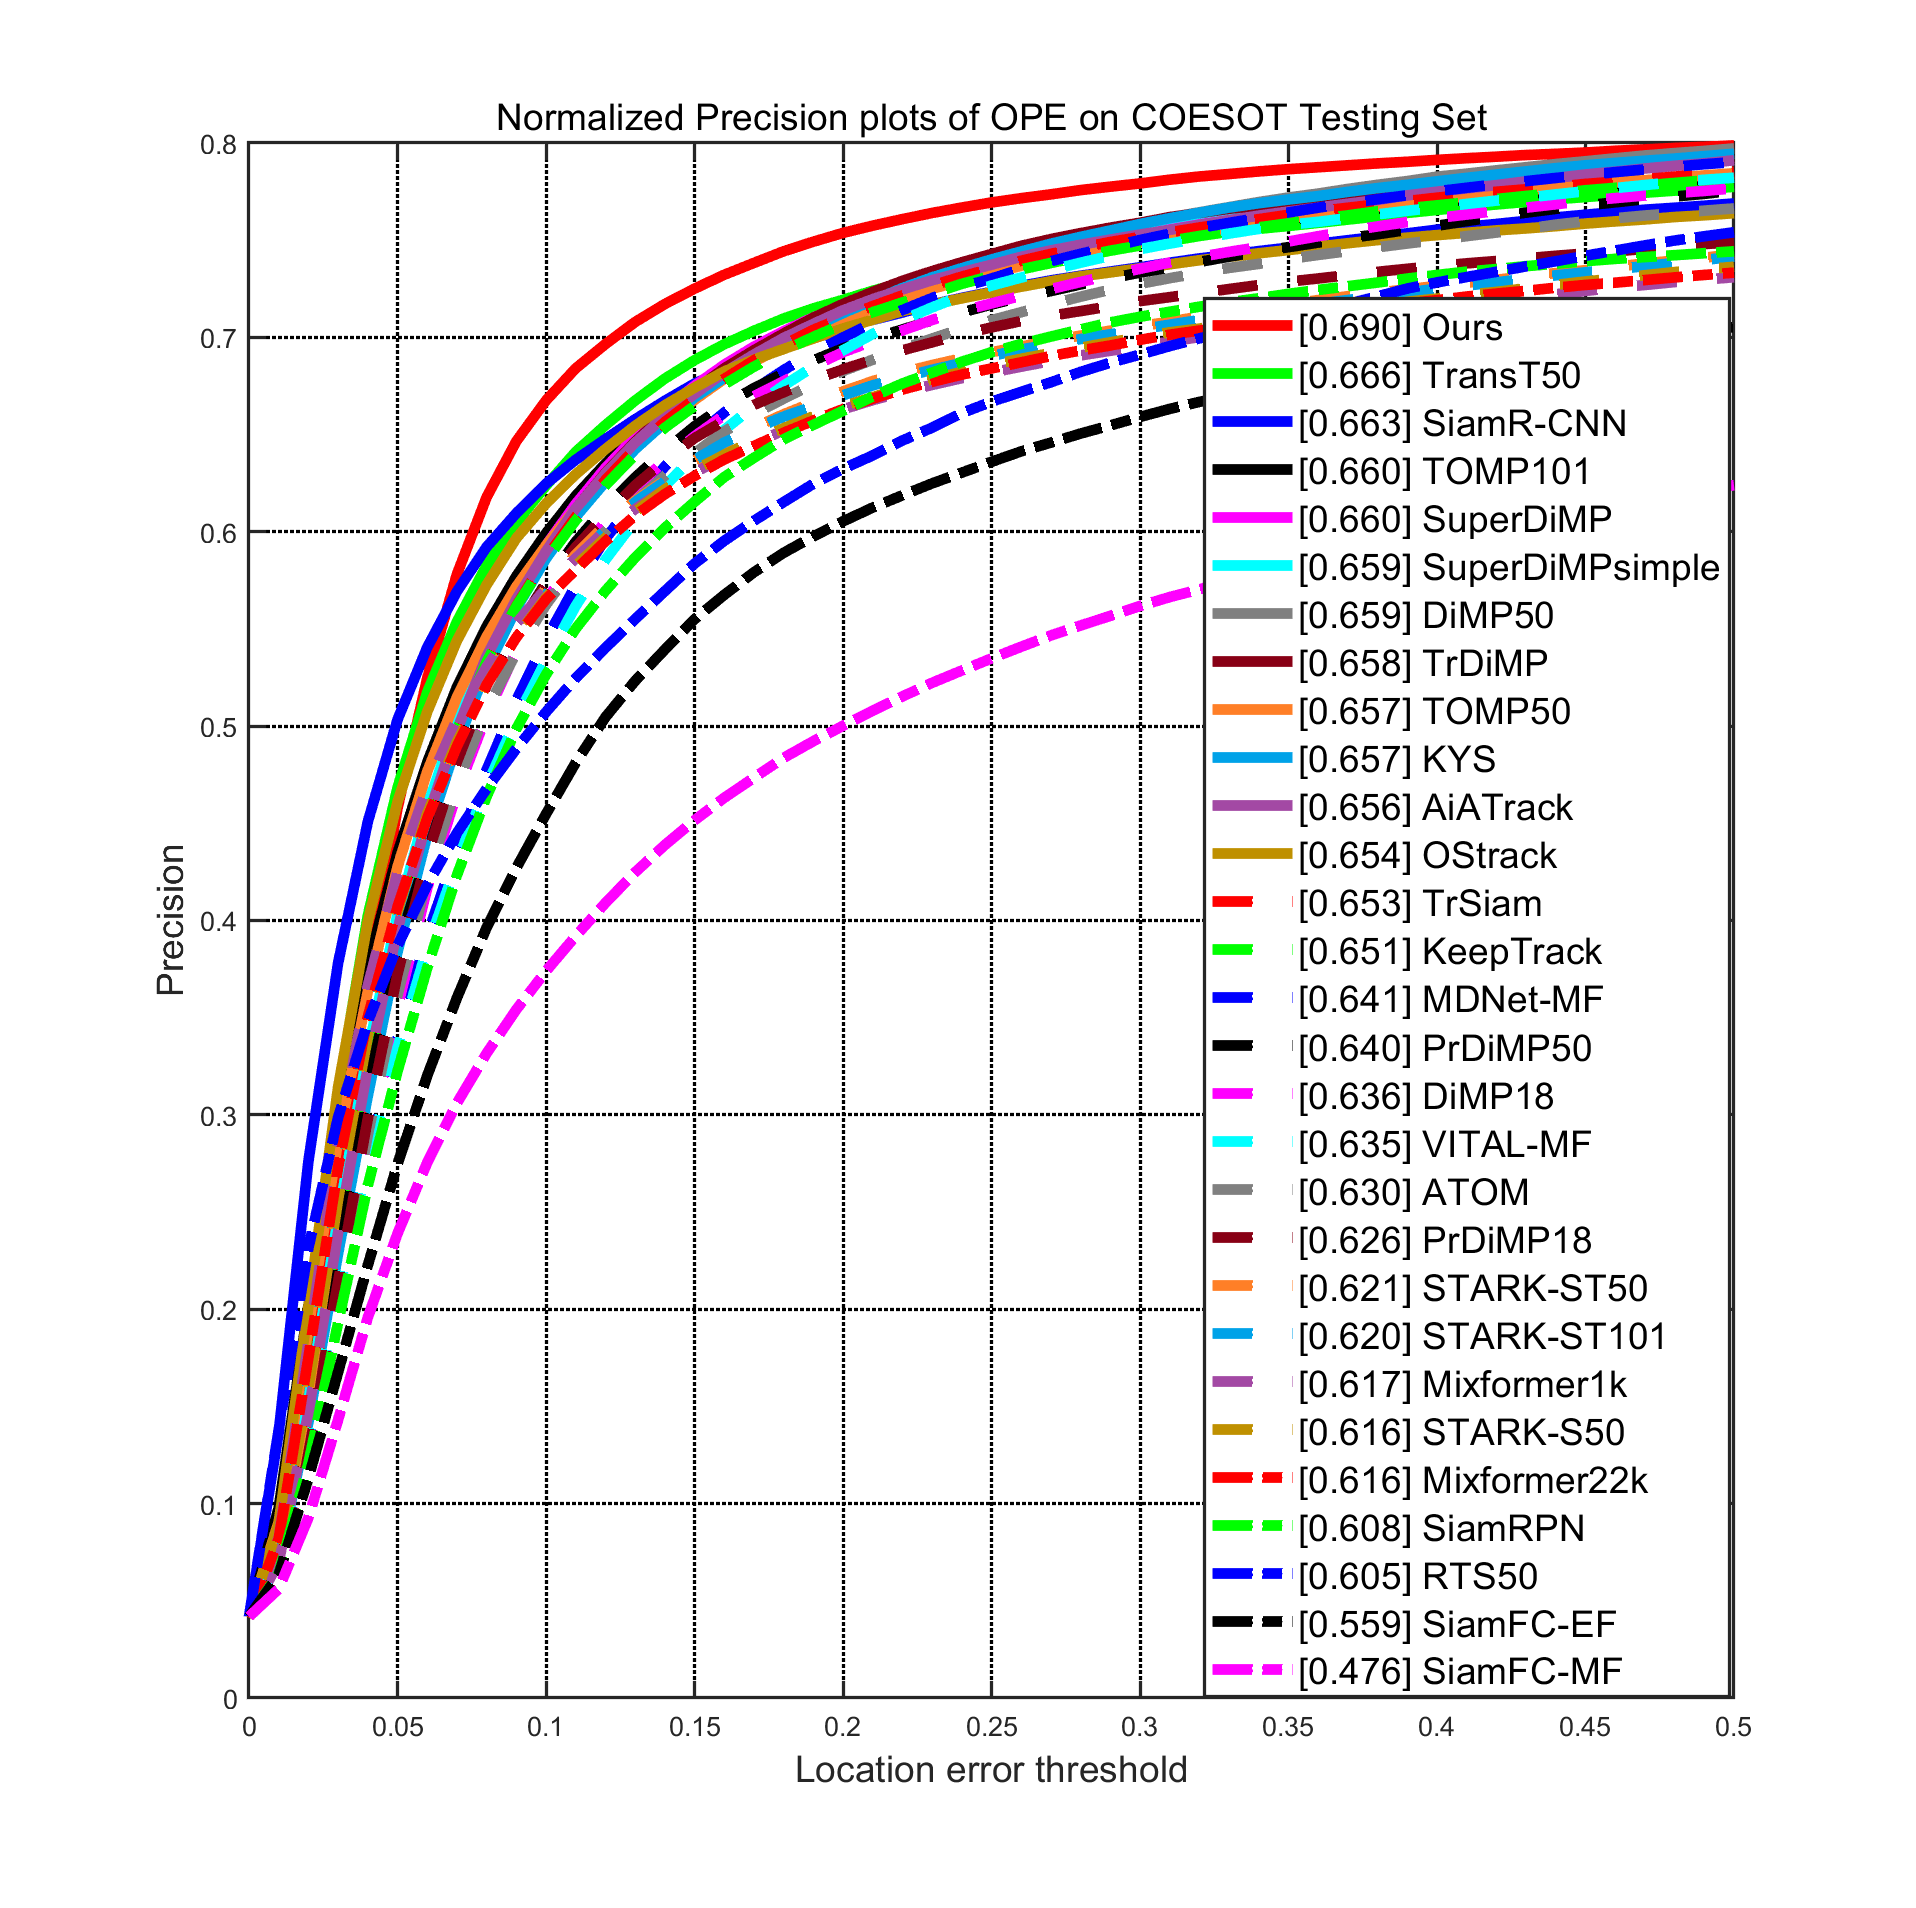 Normalized Precision plots of OPE on COESOT Testing Set
Precision
0.8
0.7
0.6
0.5
0.4
0.3
0.2
0.1
0
[0.690] Ours
[0.666] TransT50
[0.663] SiamR-CNN
[0.660] TOMP101
[0.660] SuperDiMP
[0.659] SuperDiMPsimple
[0.659] DiMP50
[0.658] TrDiMP
[0.657] TOMP50
[0.657] KYS
[0.656] AiATrack
[0.654] OStrack
[0.653] TrSiam
[0.651] KeepTrack
[0.641] MDNet-MF
[0.640] PrDiMP50
[0.636] DiMP18
[0.635] VITAL-MF
[0.630] ATOM
[0.626] PrDiMP18
[0.621] STARK-ST50
[0.620] STARK-ST101
[0.617] Mixformer1k
[0.616] STARK-S50
[0.616] Mixformer22k
[0.608] SiamRPN
[0.605] RTS50
[0.559] SiamFC-EF
[0.476] SiamFC-MF
0 0.05 0.1 0.15 0.2 0.25 0.3 0.35 0.4 0.45 0.5
Location error threshold